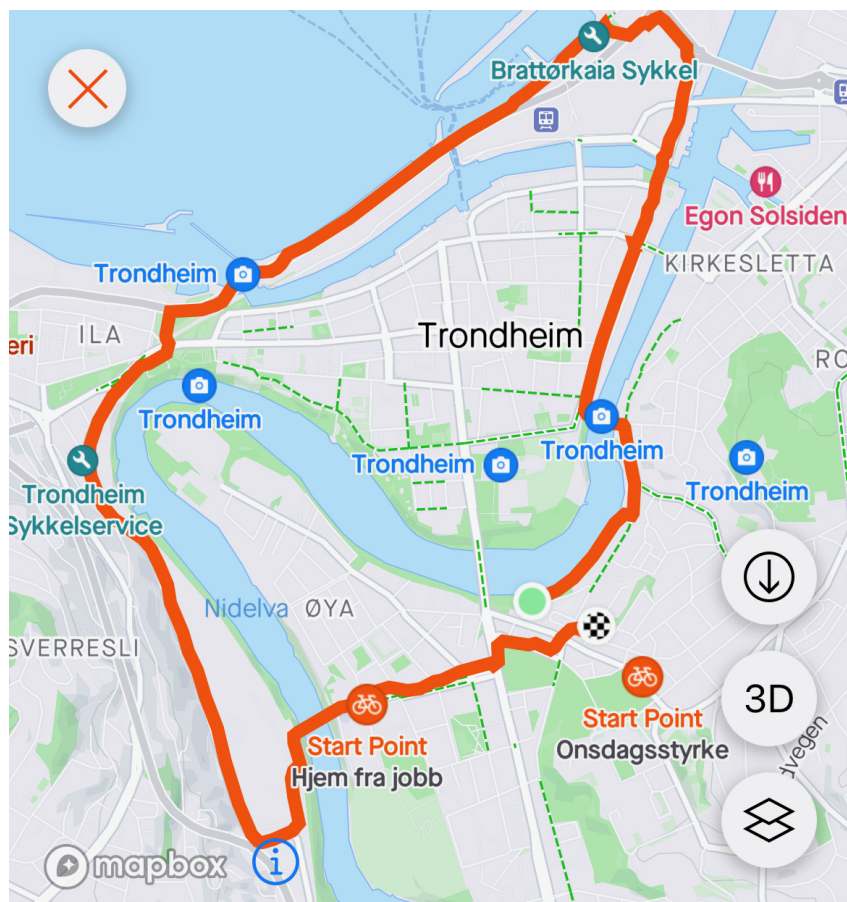 Brattørkaia Sykkel
Egon Solsiden
KIRKESLETTA
Trondheim
eri
ILA
Trondheim
RO
Trondheim
Trondheim
Trondheim
Trondheim
Trondheim
Sykkelservice
Nidelva
ØYA
SVERRESLI
3D
Start Point
Hjem fra jobb
Start Point
Onsdagsstyrke
dvegen
mapbox